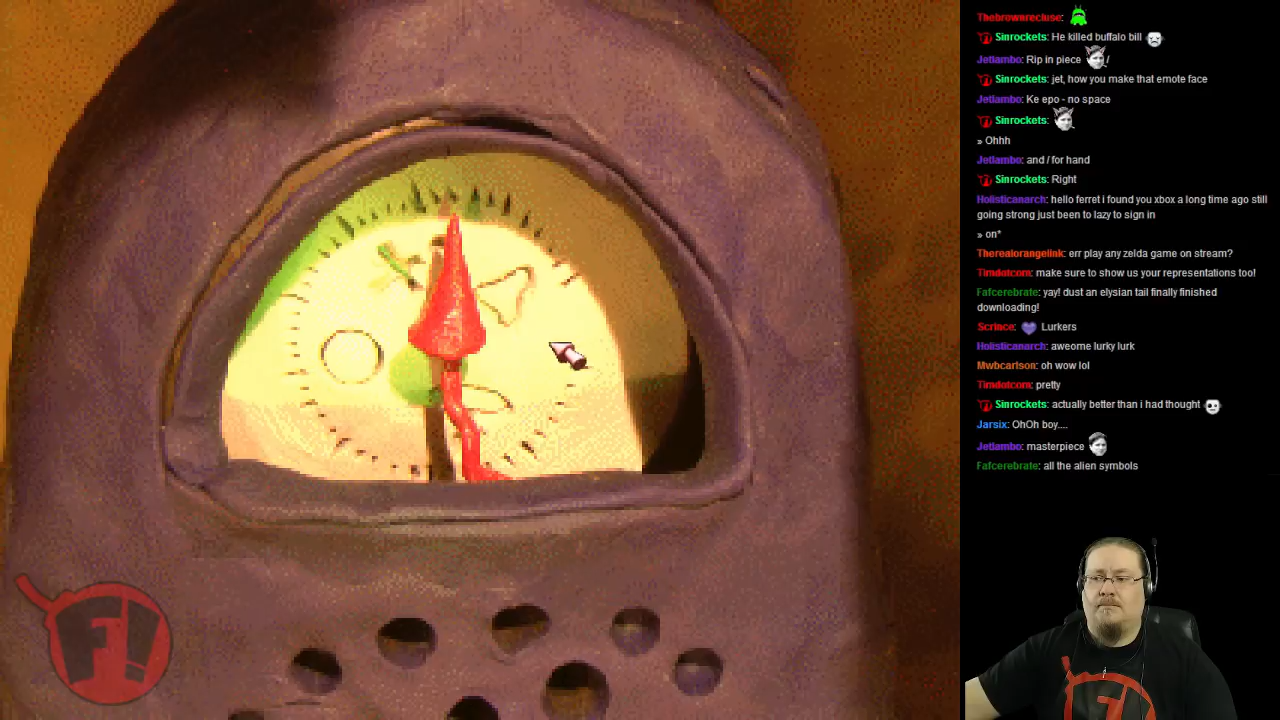 Thebrownrecluse:
Sinrockets: He killed buffalo bill
Jetlambo: Rip in piece /
Sinrockets: jet, how you make that emote face
Jetlambo: Ke epo - no space
Sinrockets:
» Ohhh
Jetlambo: and / for hand
Sinrockets: Right
Holisticanarch: hello ferret i found you xbox a long time ago still
going strong just been to lazy to sign in
» on*
Therealorangelink: err play any zelda game on stream?
Timdotcom: make sure to show us your representations too!
Fafcerebrate: yay! dust an elysian tail finally finished
downloading!
Scrince: Lurkers
Holisticanarch: aweorne lurky lurk
Mwbcarlson: oh wow lol
Timdotcom: pretty
Sinrockets: actually better than i had thought
Jarsix: OhOh boy....
Jetlambo: masterpiece
Fafcerebrate: all the alien symbols
F!